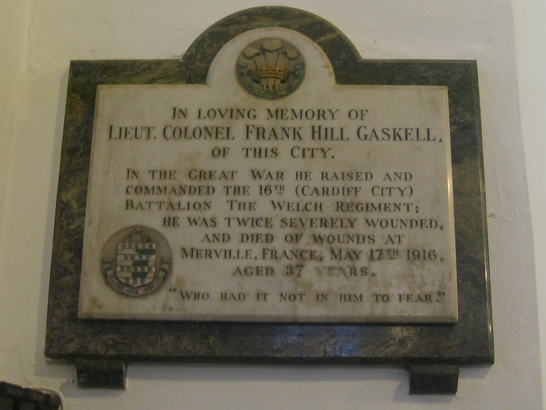 In loving memory of
Lieut. Colonel Frank Hill Gaskell,
of this City.
In the Great War he raised and
commanded the 16th (Cardiff City)
Battalion The Welch Regiment;
he was twice severely wounded,
and died of wounds at
Merville, France, May 17th 1916,
aged 37 years.
"Who had it not in him to fear."